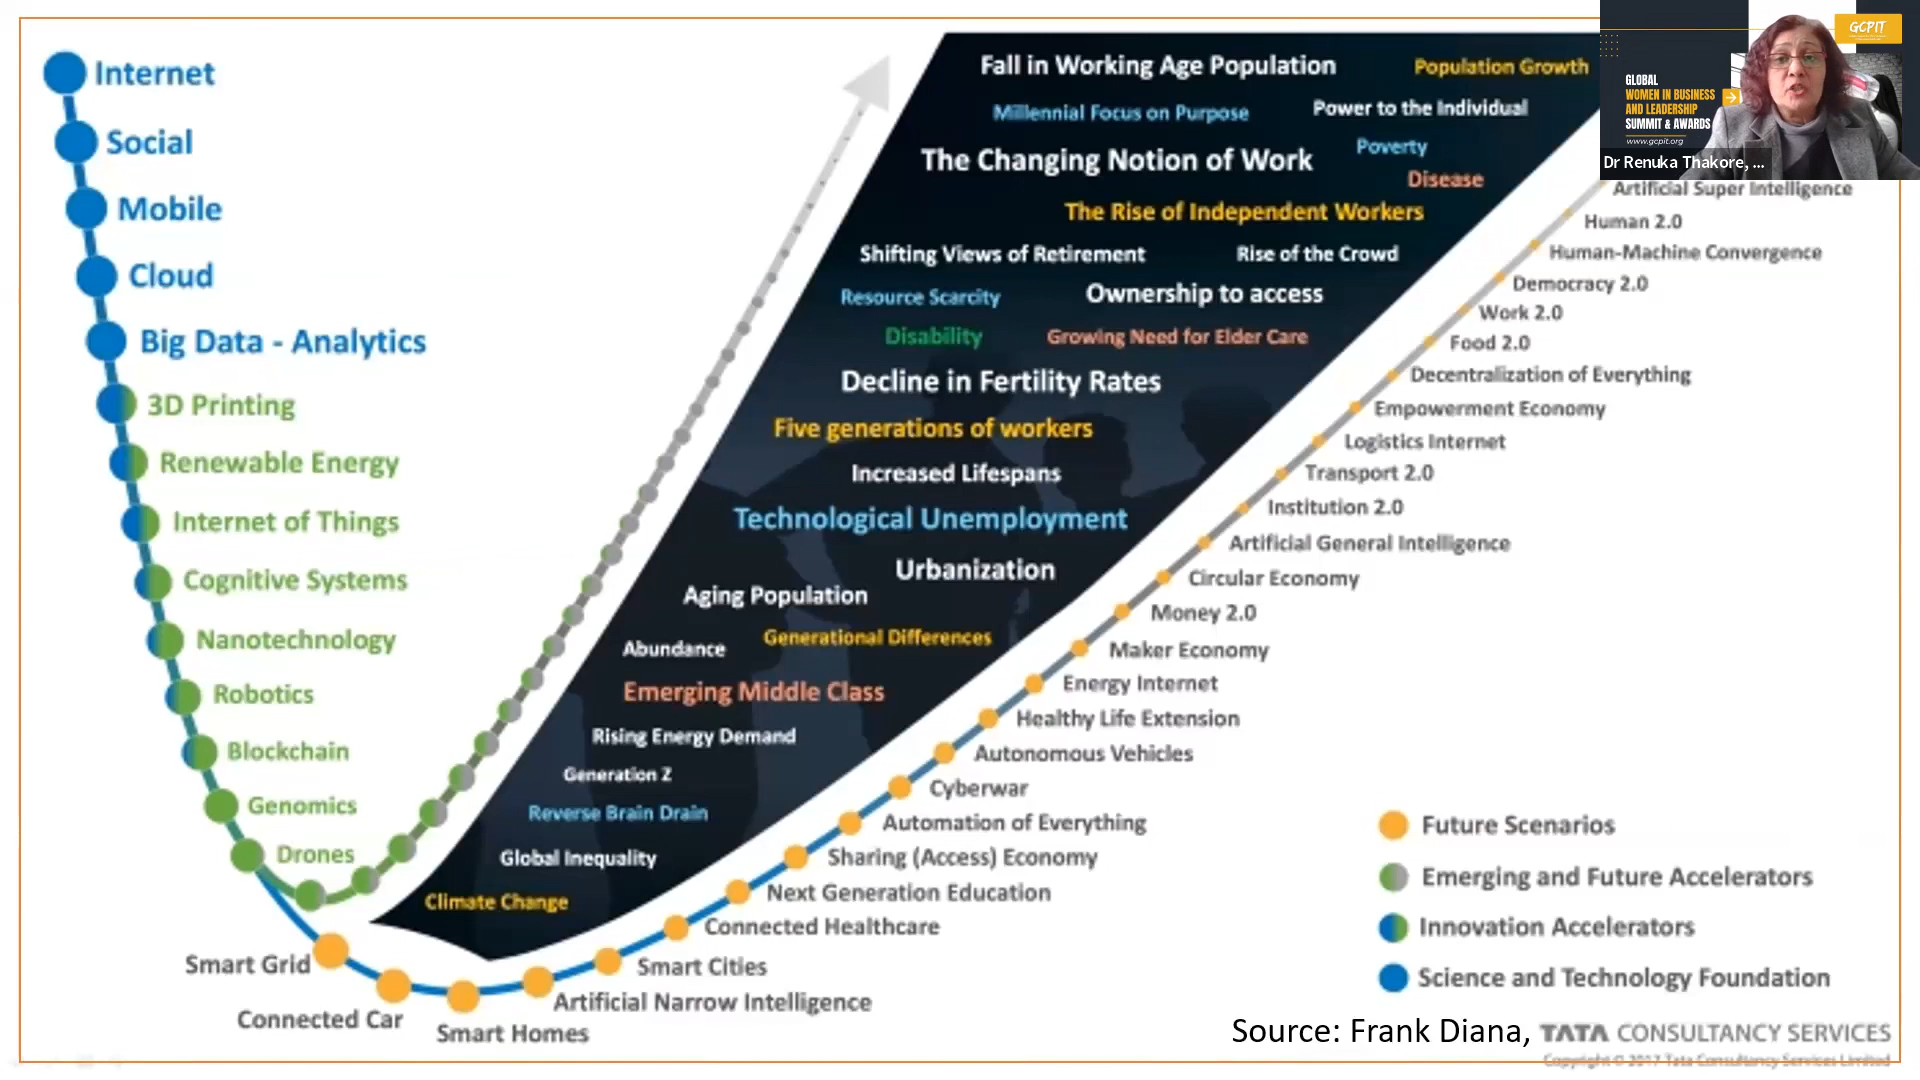 Internet
Social
Mobile
Cloud
Big Data - Analytics
3D Printing
Renewable Energy
Internet of Things
Cognitive Systems
Nanotechnology
Robotics
Blockchain
Genomics
Drones
Smart Grid
Connected Car
Smart Homes
Artificial Narrow Intelligence
Smart Cities
Connected Healthcare
Next Generation Education
Sharing (Access) Economy
Automation of Everything
Cyberwar
Autonomous Vehicles
Healthy Life Extension
Energy Internet
Maker Economy
Money 2.0
Circular Economy
Artificial General Intelligence
Institution 2.0
Transport 2.0
Logistics Internet
Empowerment Economy
Decentralization of Everything
Food 2.0
Work 2.0
Democracy 2.0
Human-Machine Convergence
Human 2.0
Artificial Super Intelligence
Fall in Working Age Population
Population Growth
Millennial Focus on Purpose
Power to the Individual
The Changing Notion of Work
Poverty
Disease
The Rise of Independent Workers
Shifting Views of Retirement
Rise of the Crowd
Resource Scarcity
Ownership to access
Disability
Growing Need for Elder Care
Decline in Fertility Rates
Five generations of workers
Increased Lifespans
Technological Unemployment
Urbanization
Aging Population
Abundance
Generational Differences
Emerging Middle Class
Rising Energy Demand
Generation Z
Reverse Brain Drain
Global Inequality
Climate Change
Future Scenarios
Emerging and Future Accelerators
Innovation Accelerators
Science and Technology Foundation
Source: Frank Diana, TATA CONSULTANCY SERVICES
Copyright © 2017 Tata Consultancy Services Limited
GCPIT
GLOBAL
WOMEN IN BUSINESS
AND LEADERSHIP
SUMMIT & AWARDS
www.gcpit.org
Dr Renuka Thakore, ...